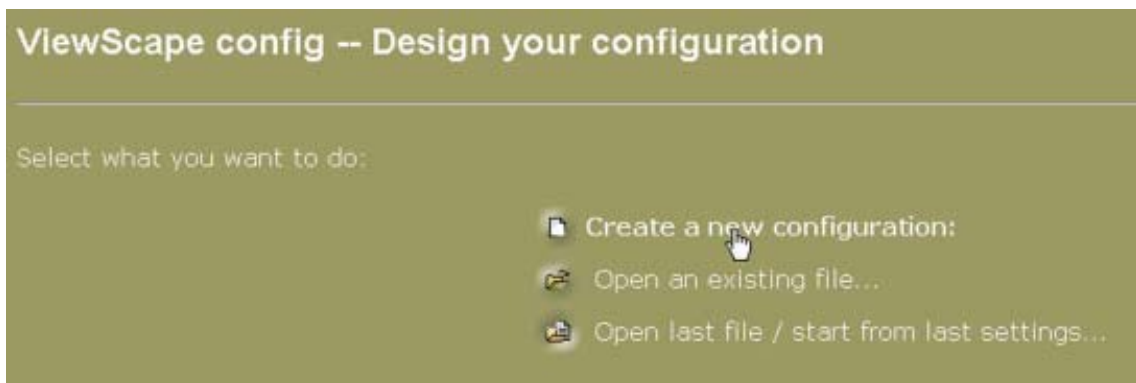 ViewScape config -- Design your configuration
Select what you want to do:
Create a new configuration:
Open an existing file...
Open last file / start from last settings...